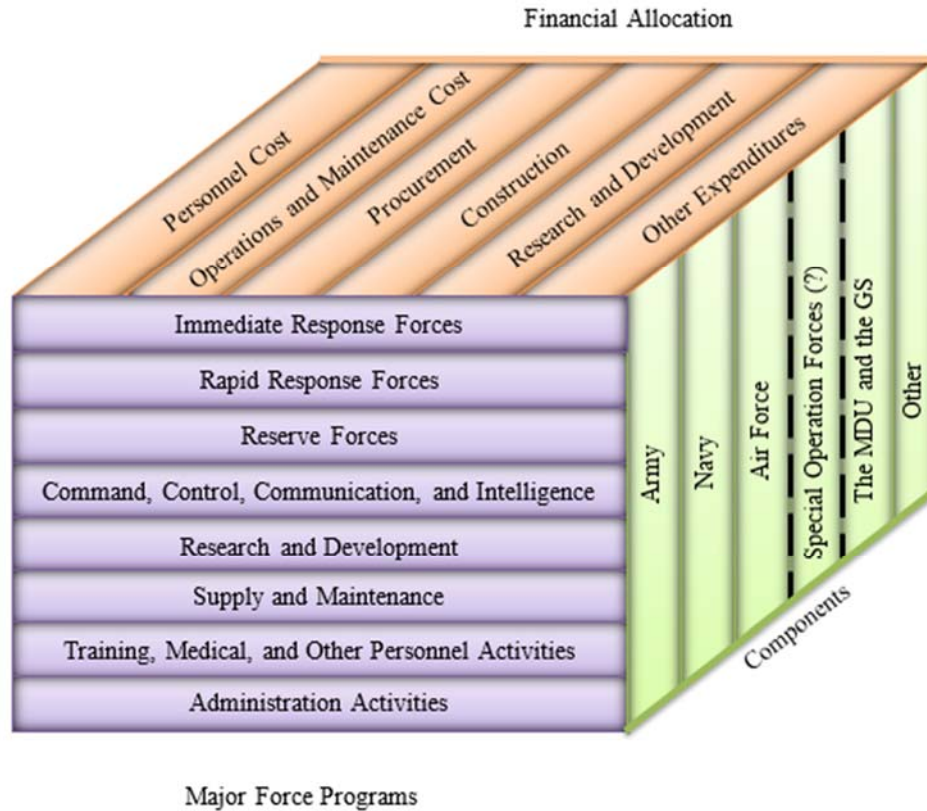 Financial Allocation
Personnel Cost
Operations and Maintenance Cost
Procurement
Construction
Research and Development
Other Expenditures
Immediate Response Forces
Rapid Response Forces
Reserve Forces
Command, Control, Communication, and Intelligence
Research and Development
Supply and Maintenance
Training, Medical, and Other Personnel Activities
Administration Activities
Army
Navy
Air Force
Special Operation Forces (?)
The MDU and the GS
Other
Components
Major Force Programs